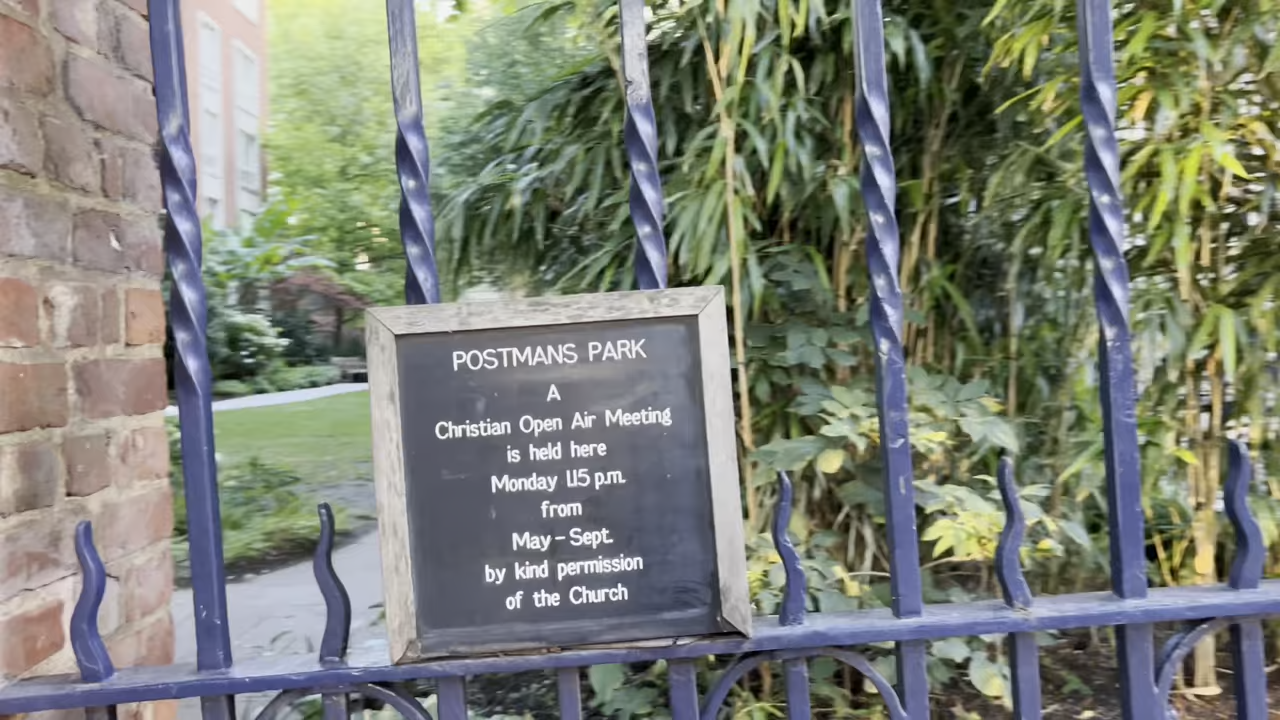 POSTMANS PARK
A
Christian Open Air Meeting
is held here
Monday 1.15 p.m.
from
May - Sept.
by kind permission
of the Church